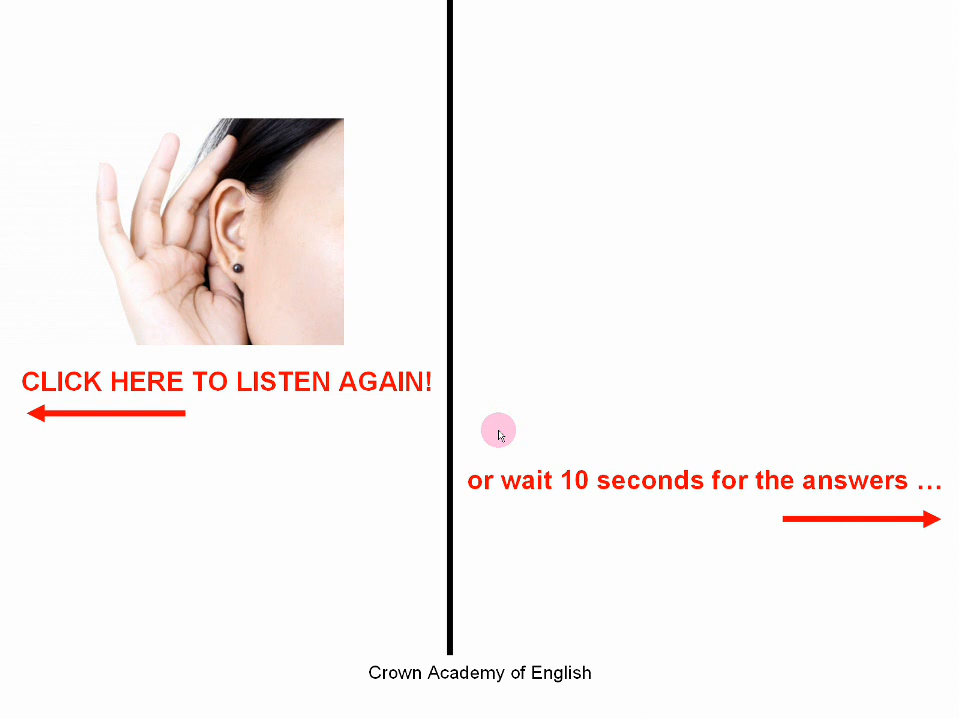 CLICK HERE TO LISTEN AGAIN!
or wait 10 seconds for the answers …
Crown Academy of English